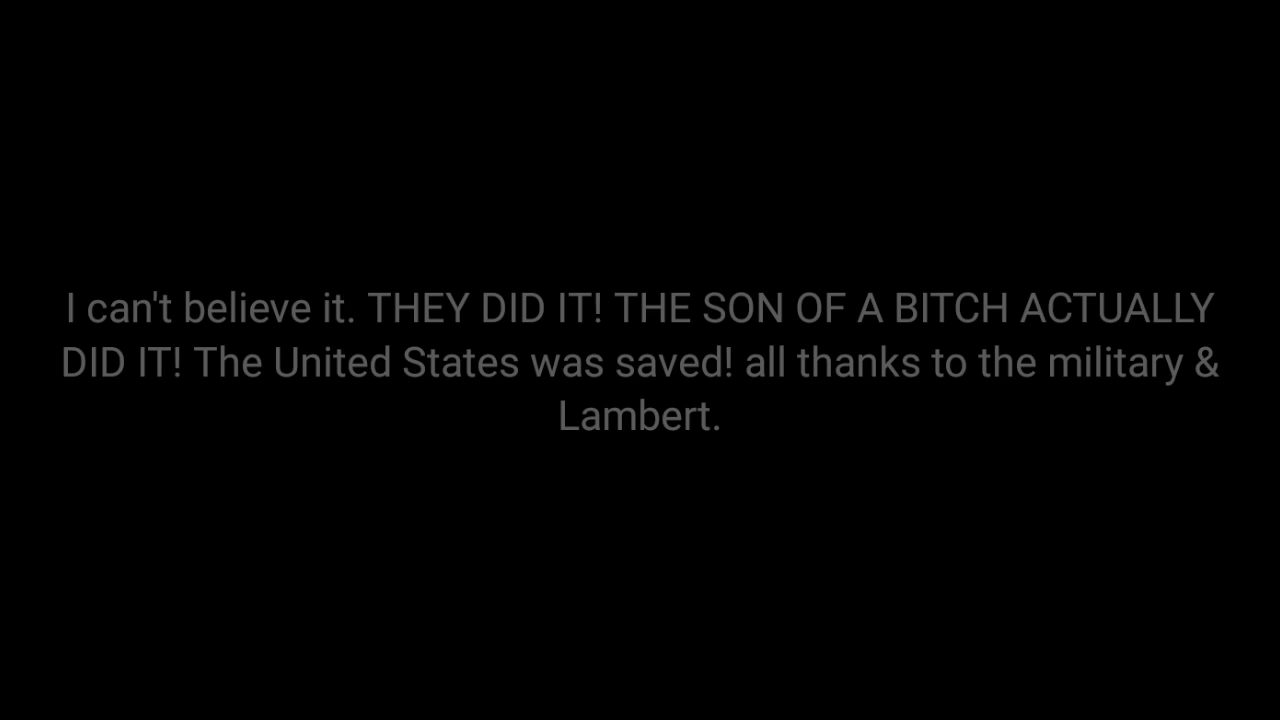 I can't believe it. THEY DID IT! THE SON OF A BITCH ACTUALLY
DID IT! The United States was saved! all thanks to the military &
Lambert.